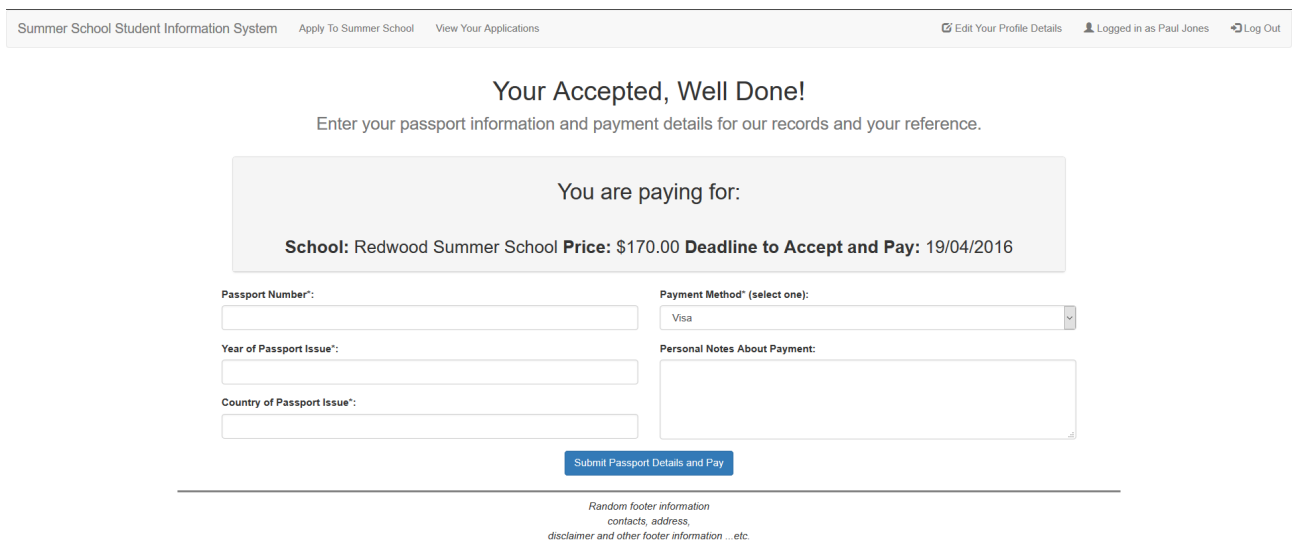 Summer School Student Information System Apply To Summer School View Your Applications Edit Your Profile Details Logged in as Paul Jones Log Out
Your Accepted, Well Done!
Enter your passport information and payment details for our records and your reference.
You are paying for:
School: Redwood Summer School Price: $170.00 Deadline to Accept and Pay: 19/04/2016
Passport Number*:
Payment Method* (select one):
Visa
Year of Passport Issue*:
Personal Notes About Payment:
Country of Passport Issue*:
Submit Passport Details and Pay
Random footer information
contacts, address,
disclaimer and other footer information ...etc.